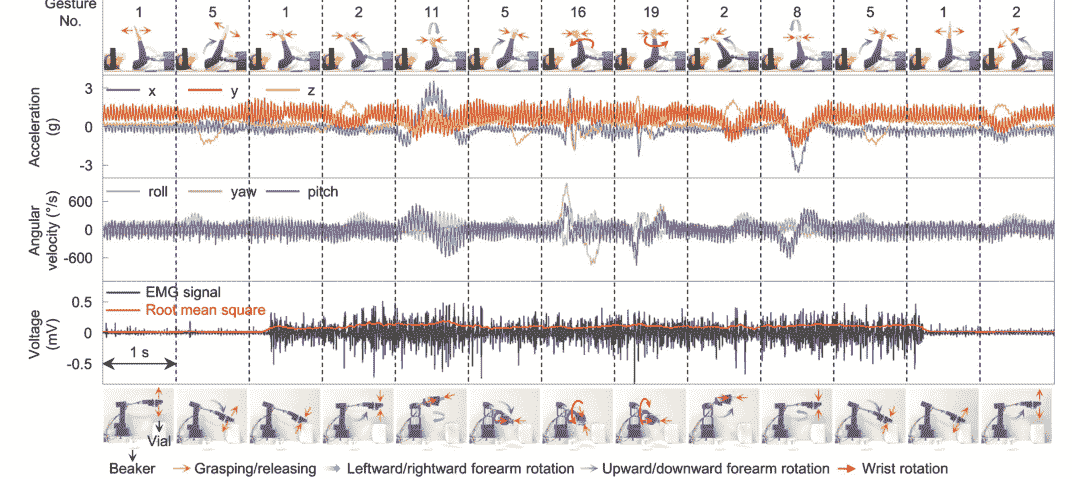 Gesture
No.
1 5 1 2 11 5 16 19 2 8 5 1 2
Acceleration
(g)
3
0
-3
x y z
Angular
velocity (°/s)
600
0
-600
roll yaw pitch
Voltage
(mV)
0.5
0
-0.5
EMG signal
Root mean square
1 s
Vial
Beaker
Grasping/releasing Leftward/rightward forearm rotation Upward/downward forearm rotation Wrist rotation